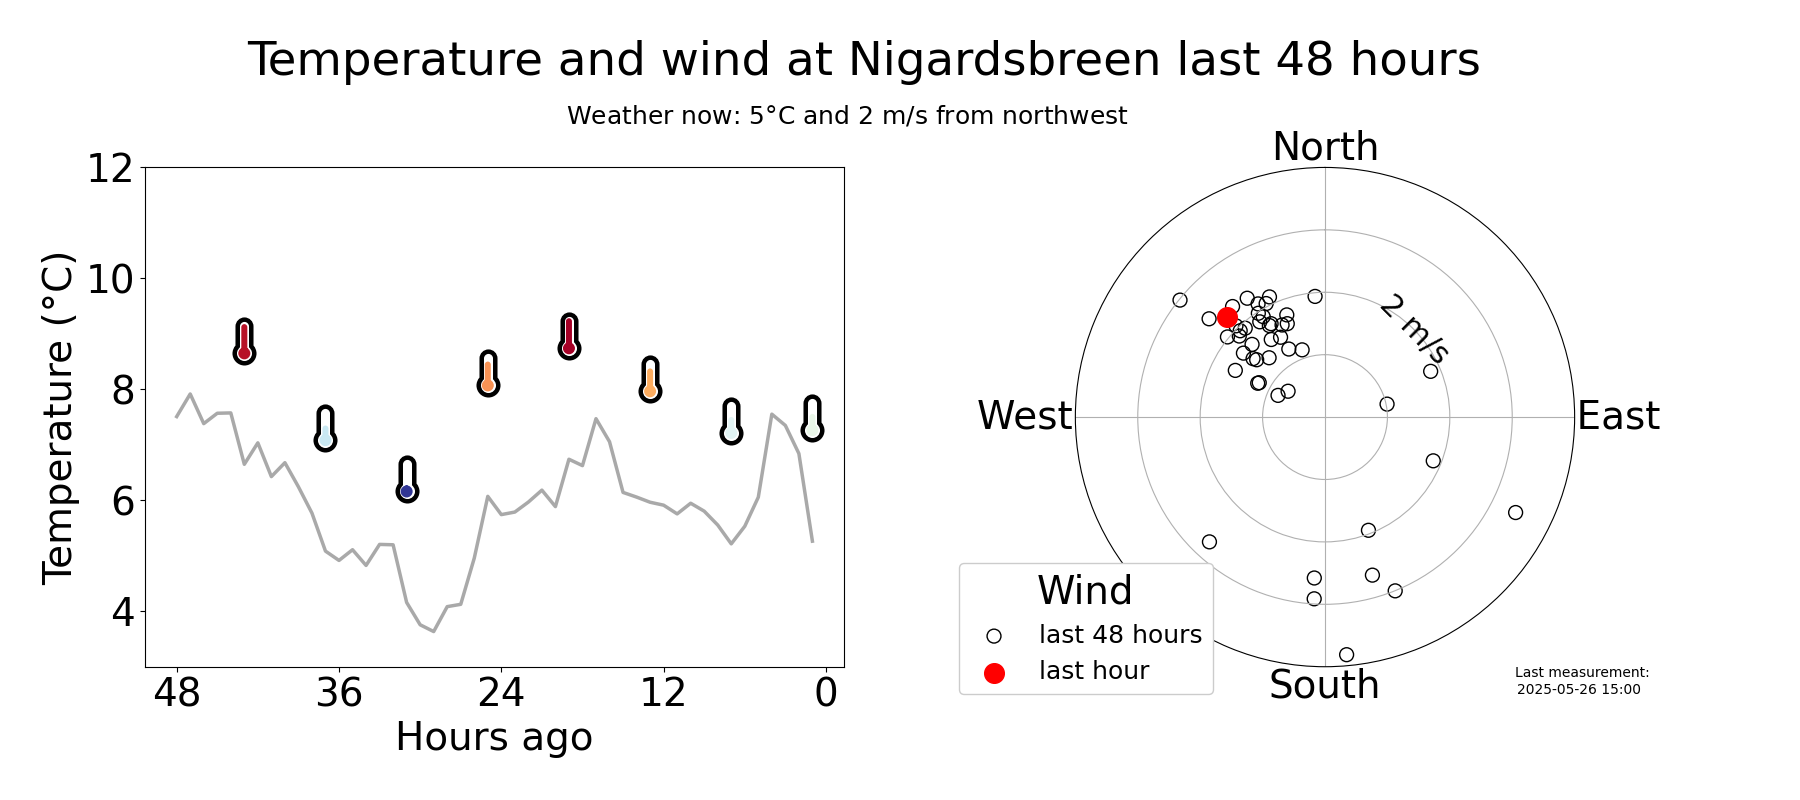 Temperature and wind at Nigardsbreen last 48 hours
Weather now: 5°C and 2 m/s from northwest
Temperature (°C)
12
10
8
6
4
48 36 24 12 0
Hours ago
North
2 m/s
West
East
South
Wind
last 48 hours
last hour
Last measurement:
2025-05-26 15:00